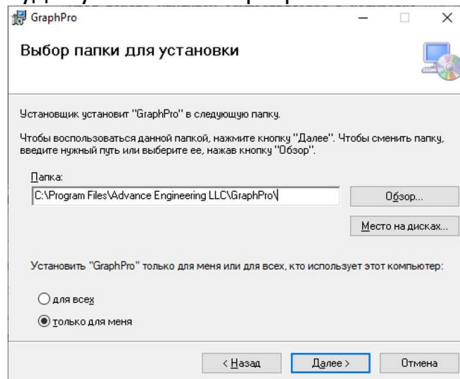 GraphPro
Выбор папки для установки
Установщик установит "GraphPro" в следующую папку.
Чтобы воспользоваться данной папкой, нажмите кнопку "Далее". Чтобы сменить папку,
введите нужный путь или выберите ее, нажав кнопку "Обзор".
Папка:
C:\Program Files\Advance Engineering LLC\GraphPro\
Обзор...
Место на дисках...
Установить "GraphPro" только для меня или для всех, кто использует этот компьютер:
для всех
только для меня
< Назад
Далее >
Отмена